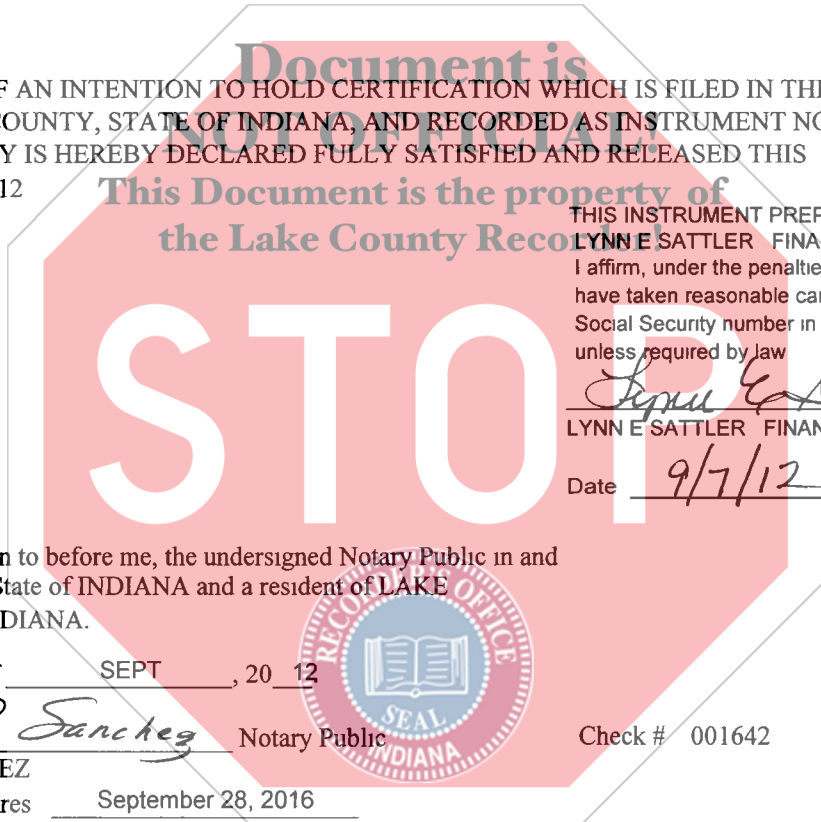 Document is
F AN INTENTION TO HOLD CERTIFICATION WHICH IS FILED IN THE
COUNTY, STATE OF INDIANA, AND RECORDED AS INSTRUMENT NO
NOT OFFICIAL!
Y IS HEREBY DECLARED FULLY SATISFIED AND RELEASED THIS
12
This Document is the property of
the Lake County Recorder!
THIS INSTRUMENT PREP
LYNN E SATTLER FINA
I affirm, under the penaltie
have taken reasonable car
Social Security number in
unless required by law
STOP
Lynn E
LYNN E SATTLER FINAN
Date 9/7/12
n to before me, the undersigned Notary Public in and
State of INDIANA and a resident of LAKE
DIANA.
RECORDER'S OFFICE
SEAL
INDIANA
SEPT , 20 12
Sanchez Notary Public
Check # 001642
EZ
res September 28, 2016